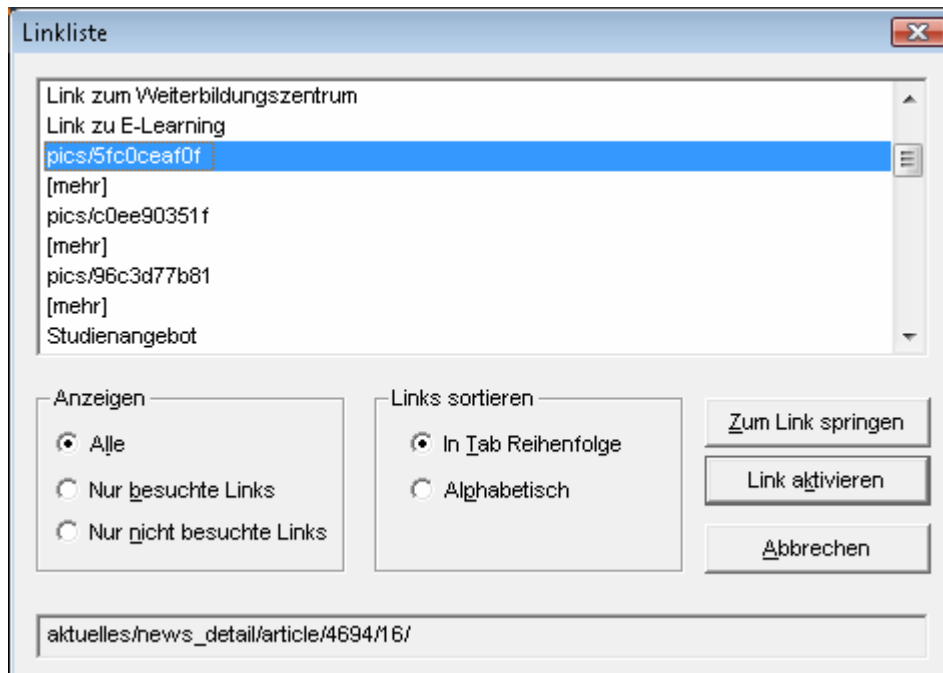 Linkliste
Link zum Weiterbildungszentrum
Link zu E-Learning
pics/5fc0ceaf0f
[mehr]
pics/c0ee90351f
[mehr]
pics/96c3d77b81
[mehr]
Studienangebot
Anzeigen
Alle
Nur besuchte Links
Nur nicht besuchte Links
Links sortieren
In Tab Reihenfolge
Alphabetisch
Zum Link springen
Link aktivieren
Abbrechen
aktuelles/news_detail/article/4694/16/